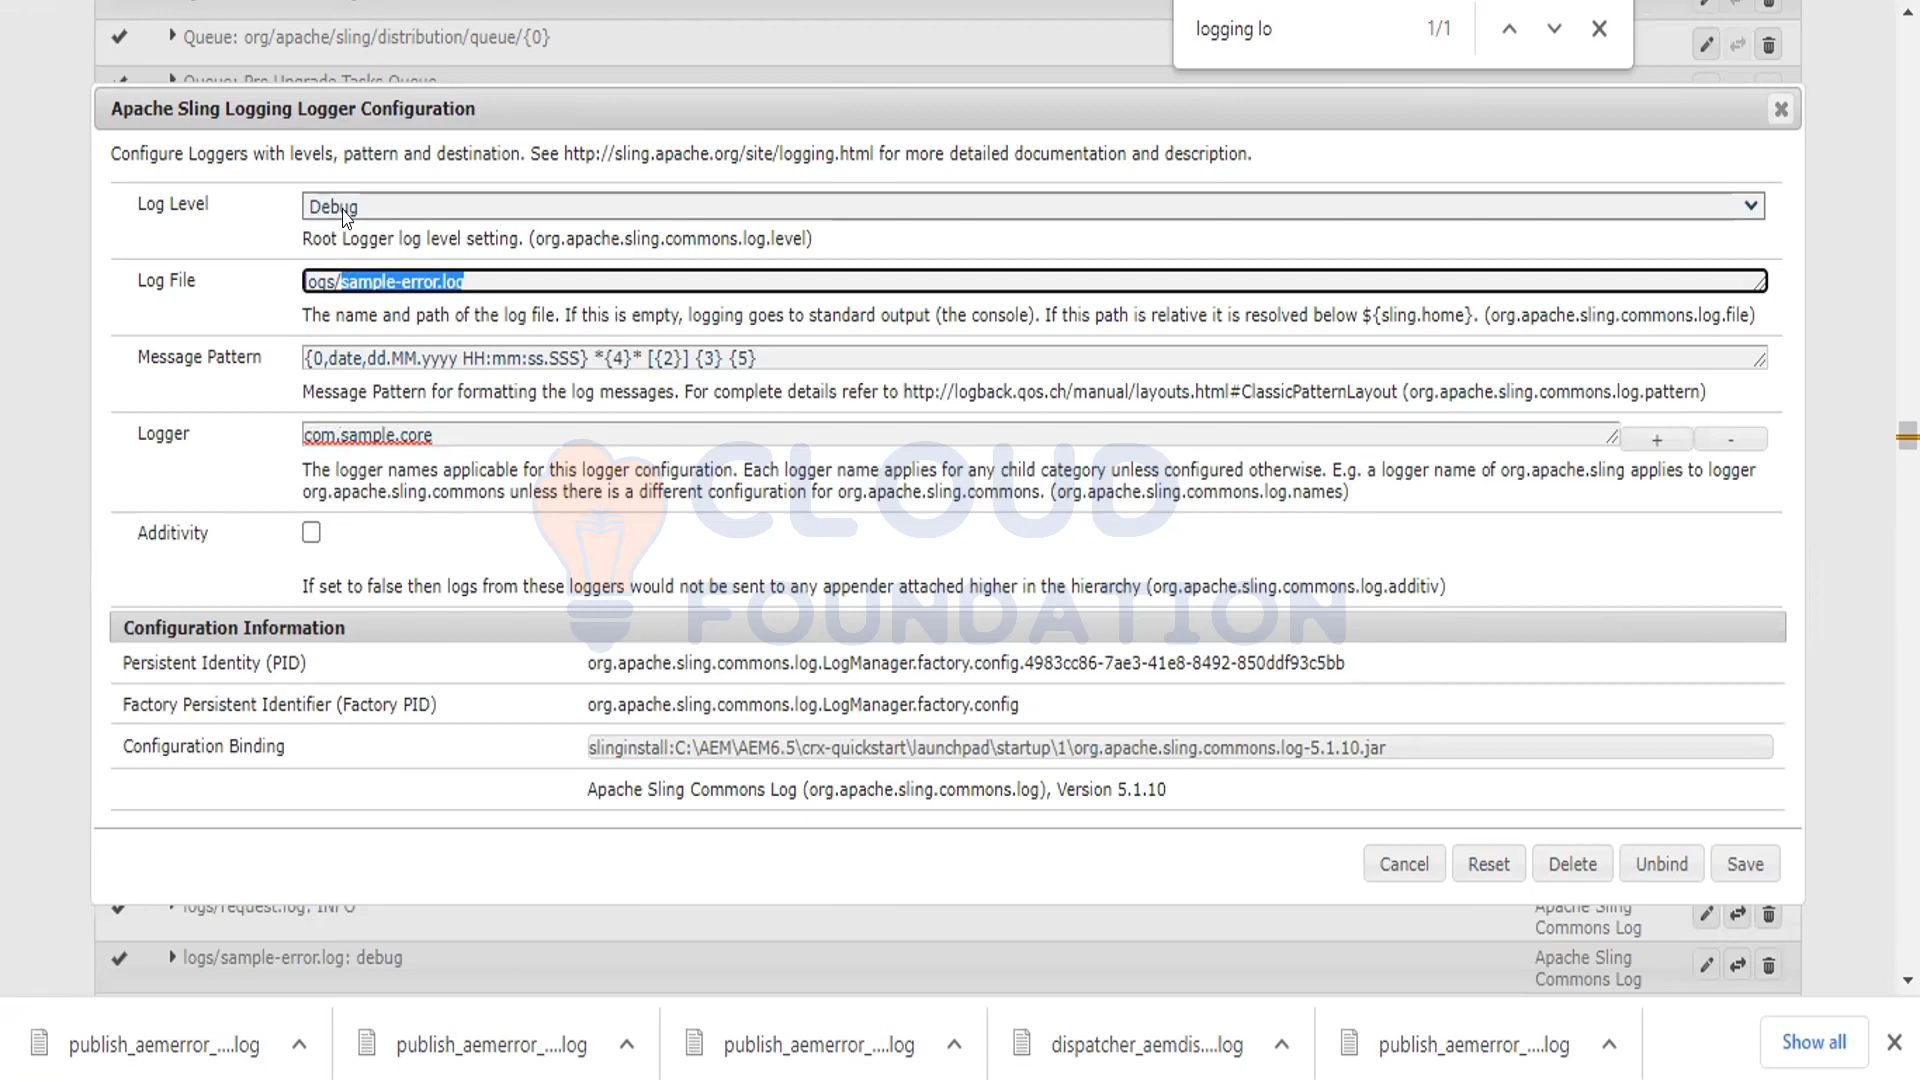 Queue: org/apache/sling/distribution/queue/{0}
logging lo 1/1
Queue: Pre Upgrade Tasks Queue
Apache Sling Logging Logger Configuration
Configure Loggers with levels, pattern and destination. See http://sling.apache.org/site/logging.html for more detailed documentation and description.
Log Level
Debug
Root Logger log level setting. (org.apache.sling.commons.log.level)
Log File
logs/sample-error.log
The name and path of the log file. If this is empty, logging goes to standard output (the console). If this path is relative it is resolved below ${sling.home}. (org.apache.sling.commons.log.file)
Message Pattern
{0,date,dd.MM.yyyy HH:mm:ss.SSS} *{4}* [{2}] {3} {5}
Message Pattern for formatting the log messages. For complete details refer to http://logback.qos.ch/manual/layouts.html#ClassicPatternLayout (org.apache.sling.commons.log.pattern)
Logger
com.sample.core
+ -
The logger names applicable for this logger configuration. Each logger name applies for any child category unless configured otherwise. E.g. a logger name of org.apache.sling applies to logger
org.apache.sling.commons unless there is a different configuration for org.apache.sling.commons. (org.apache.sling.commons.log.names)
CLOUD
FOUNDATION
Additivity
If set to false then logs from these loggers would not be sent to any appender attached higher in the hierarchy (org.apache.sling.commons.log.additiv)
Configuration Information
Persistent Identity (PID) org.apache.sling.commons.log.LogManager.factory.config.4983cc86-7ae3-41e8-8492-850ddf93c5bb
Factory Persistent Identifier (Factory PID) org.apache.sling.commons.log.LogManager.factory.config
Configuration Binding slinginstall:C:\AEM\AEM6.5\crx-quickstart\launchpad\startup\1\org.apache.sling.commons.log-5.1.10.jar
Apache Sling Commons Log (org.apache.sling.commons.log), Version 5.1.10
Cancel Reset Delete Unbind Save
logs/request.log: INFO
Apache Sling
Commons Log
logs/sample-error.log: debug
Apache Sling
Commons Log
publish_aemerror_....log
publish_aemerror_....log
publish_aemerror_....log
dispatcher_aemdis....log
publish_aemerror_....log
Show all